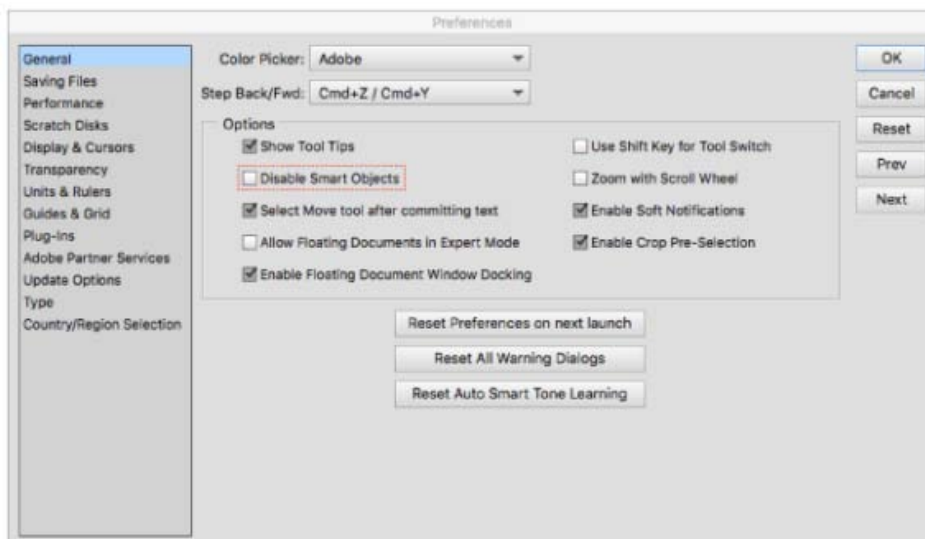 Preferences
General
Saving Files
Performance
Scratch Disks
Display & Cursors
Transparency
Units & Rulers
Guides & Grid
Plug-Ins
Adobe Partner Services
Update Options
Type
Country/Region Selection
Color Picker: Adobe
Step Back/Fwd: Cmd+Z / Cmd+Y
Options
Show Tool Tips
Disable Smart Objects
Select Move tool after committing text
Allow Floating Documents in Expert Mode
Enable Floating Document Window Docking
Use Shift Key for Tool Switch
Zoom with Scroll Wheel
Enable Soft Notifications
Enable Crop Pre-Selection
Reset Preferences on next launch
Reset All Warning Dialogs
Reset Auto Smart Tone Learning
OK
Cancel
Reset
Prev
Next